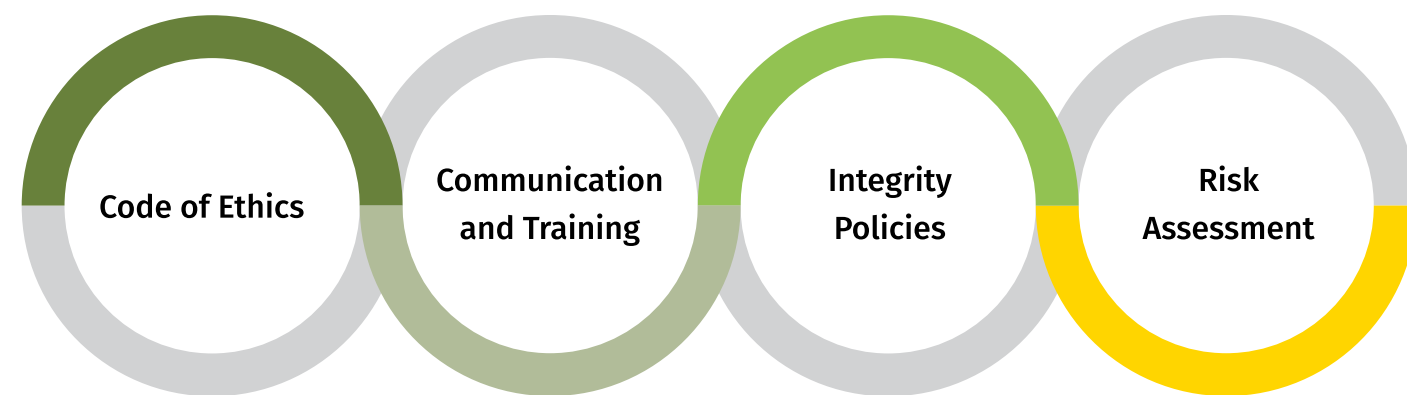 Code of Ethics
Communication
and Training
Integrity
Policies
Risk
Assessment